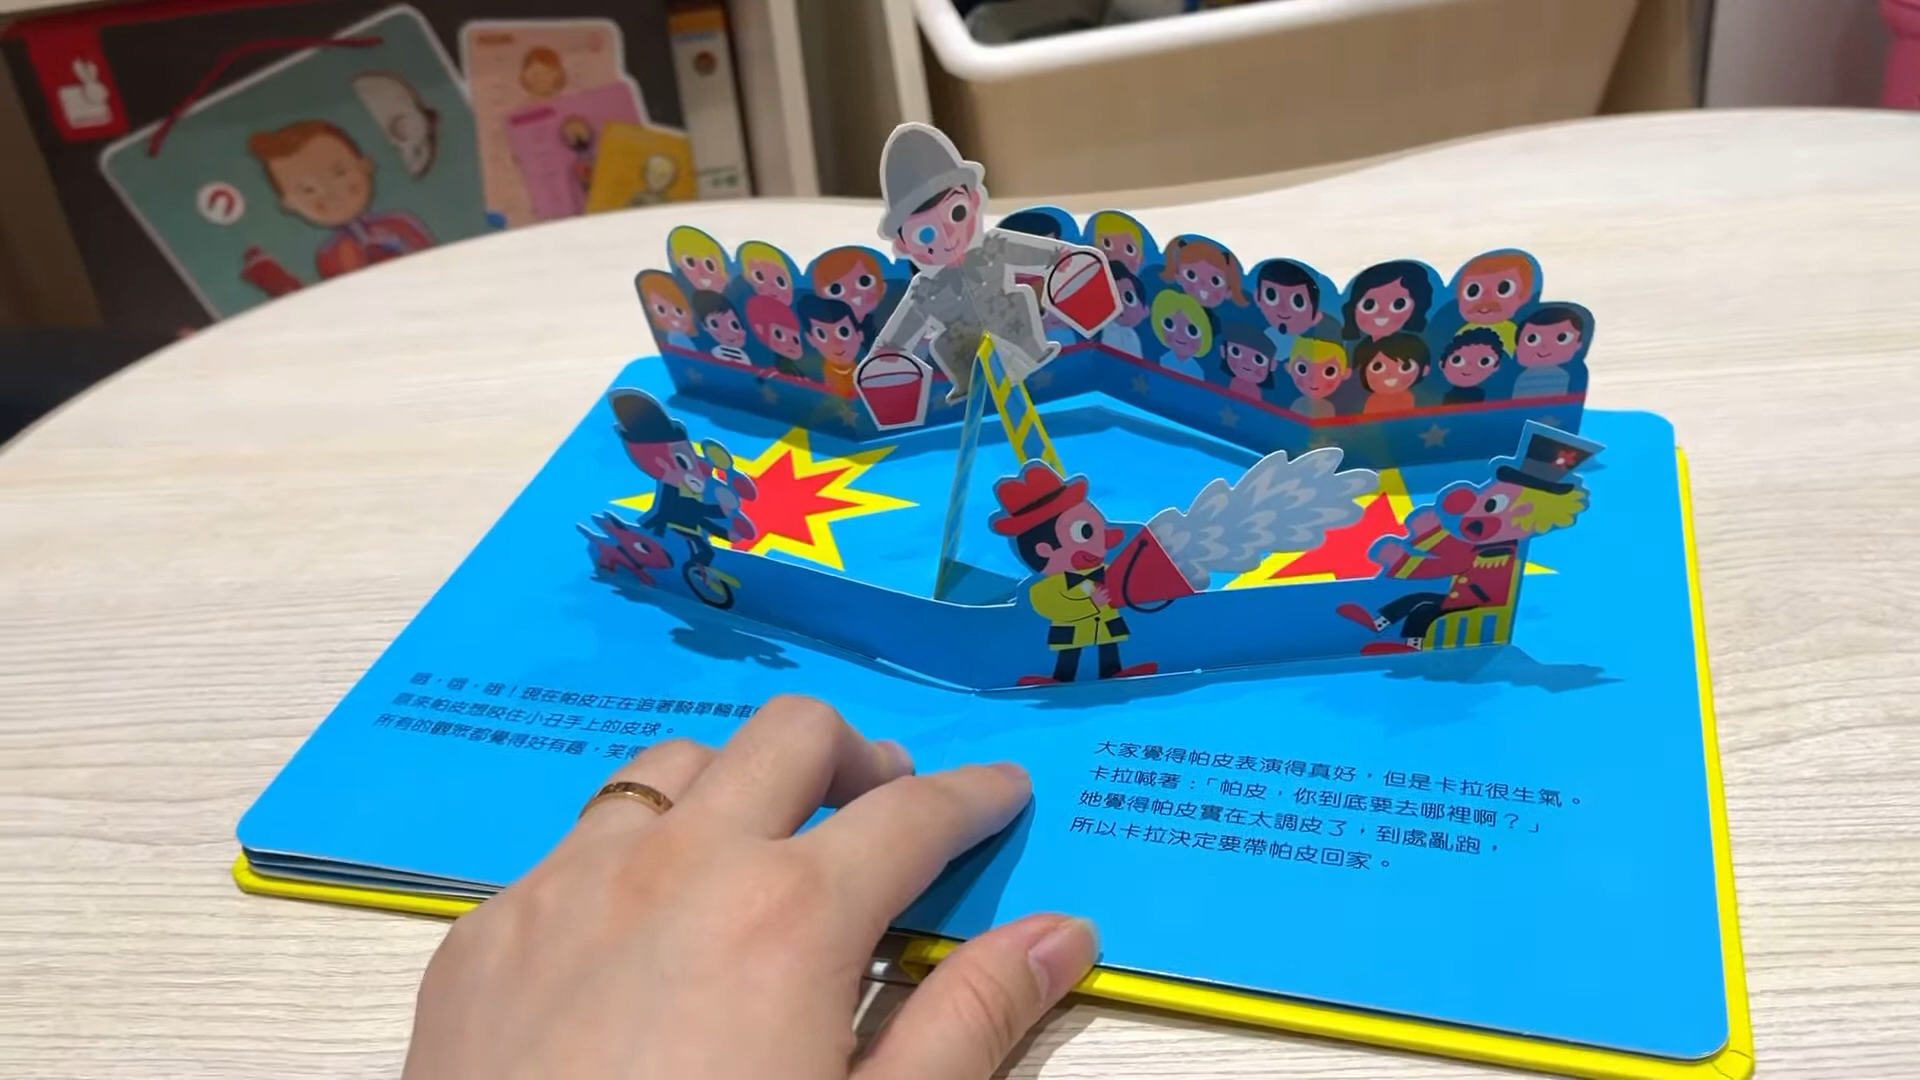 哦，哦，哦！現在帕皮正在追著騎單輪車
原來帕皮想咬住小丑手上的皮球。
所有的觀眾都覺得好有趣，笑得
大家覺得帕皮表演得真好，但是卡拉很生氣。
卡拉喊著：「帕皮，你到底要去哪裡啊？」
她覺得帕皮實在太調皮了，到處亂跑，
所以卡拉決定要帶帕皮回家。